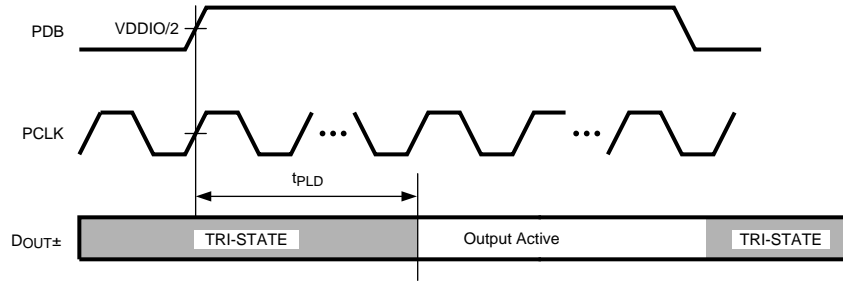 PDB
VDDIO/2
PCLK
tPLD
DOUT±
TRI-STATE
Output Active
TRI-STATE